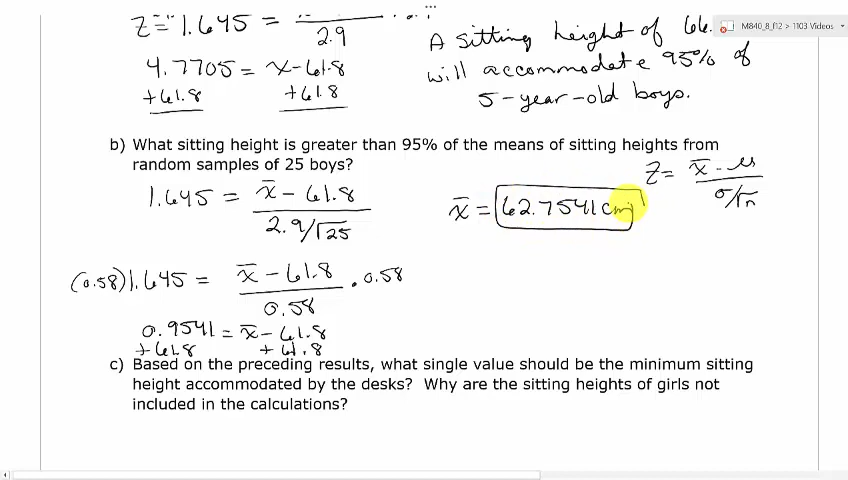 M840_8_f12 > 1103 Videos
Z = 1.645 =
2.9
A sitting height of 66.
4.7705 = x - 61.8
will accommodate 95% of
+61.8 +61.8
5-year-old boys.
b) What sitting height is greater than 95% of the means of sitting heights from
random samples of 25 boys?
Z = x̄ - μ
σ/√n
1.645 = x̄ - 61.8
2.9/√25
x̄ = 62.7541 cm
(0.58) 1.645 = x̄ - 61.8 • 0.58
0.58
0.9541 = x̄ - 61.8
+61.8 +61.8
c) Based on the preceding results, what single value should be the minimum sitting
height accommodated by the desks? Why are the sitting heights of girls not
included in the calculations?